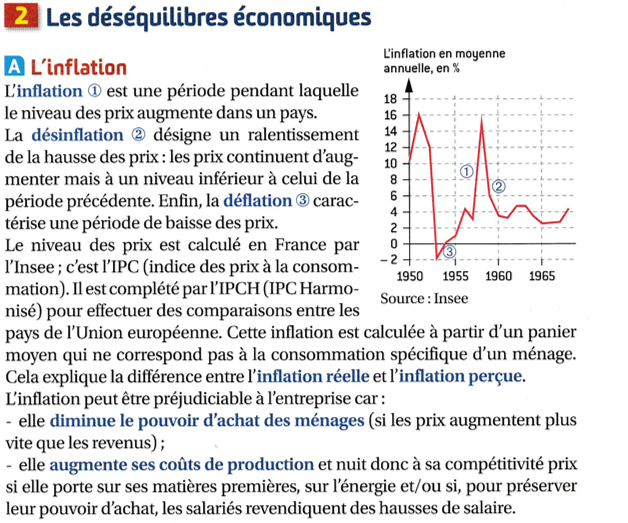 2 Les déséquilibres économiques
A L'inflation
L'inflation ① est une période pendant laquelle
le niveau des prix augmente dans un pays.
La désinflation ② désigne un ralentissement
de la hausse des prix : les prix continuent d'aug-
menter mais à un niveau inférieur à celui de la
période précédente. Enfin, la déflation ③ carac-
térise une période de baisse des prix.
Le niveau des prix est calculé en France par
l'Insee ; c'est l'IPC (indice des prix à la consom-
mation). Il est complété par l'IPCH (IPC Harmo-
nisé) pour effectuer des comparaisons entre les
pays de l'Union européenne. Cette inflation est calculée à partir d'un panier
moyen qui ne correspond pas à la consommation spécifique d'un ménage.
Cela explique la différence entre l'inflation réelle et l'inflation perçue.
L'inflation peut être préjudiciable à l'entreprise car :
- elle diminue le pouvoir d'achat des ménages (si les prix augmentent plus
vite que les revenus) ;
- elle augmente ses coûts de production et nuit donc à sa compétitivité prix
si elle porte sur ses matières premières, sur l'énergie et/ou si, pour préserver
leur pouvoir d'achat, les salariés revendiquent des hausses de salaire.
L'inflation en moyenne
annuelle, en %
18
16
14
12
10
8
6
4
2
0
-2
①
②
③
1950 1955 1960 1965
Source : Insee